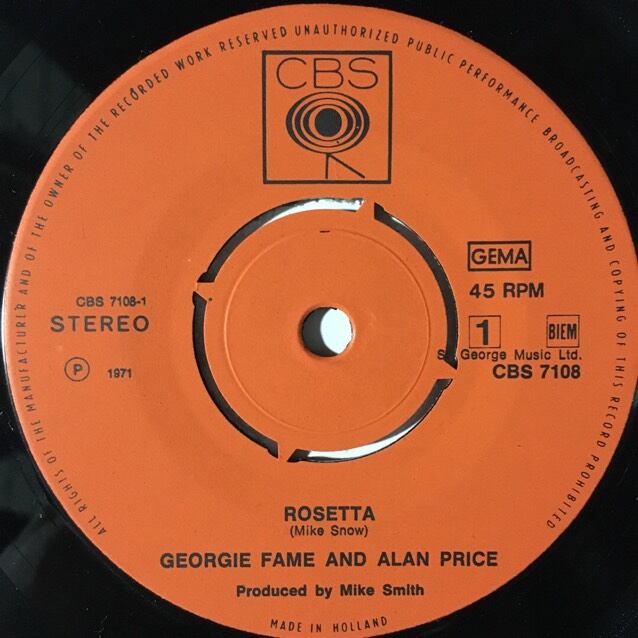 ALL RIGHTS OF THE MANUFACTURER AND OF THE OWNER OF THE RECORDED WORK RESERVED UNAUTHORIZED PUBLIC PERFORMANCE BROADCASTING AND COPYING OF THIS RECORD PROHIBITED
CBS
GEMA
45 RPM
CBS 7108-1
STEREO
℗ 1971
1
BIEM
George Music Ltd.
CBS 7108
ROSETTA
(Mike Snow)
GEORGIE FAME AND ALAN PRICE
Produced by Mike Smith
MADE IN HOLLAND